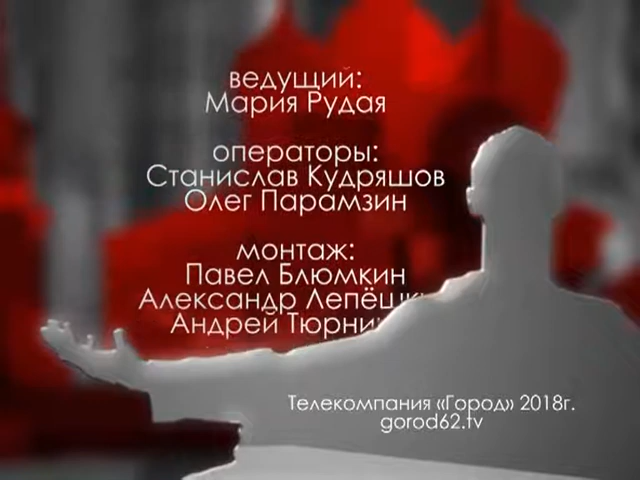 ведущий:
Мария Рудая
операторы:
Станислав Кудряшов
Олег Парамзин
монтаж:
Павел Блюмкин
Александр
Андрей
Телекомпания «Город» 2018г.
gorod62.tv